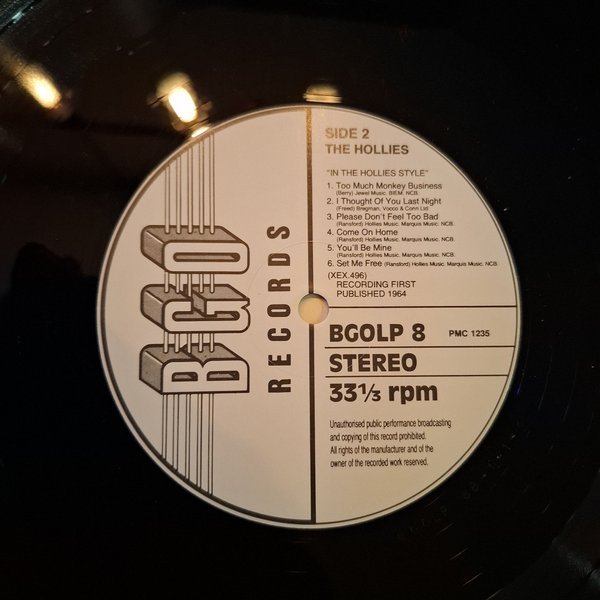 BGO
RECORDS
SIDE 2
THE HOLLIES
"IN THE HOLLIES STYLE"
1. Too Much Monkey Business
(Berry) Jewel Music. BIEM. NCB.
2. I Thought Of You Last Night
(Freed) Bregman, Vocco & Conn Ltd
3. Please Don't Feel Too Bad
(Ransford) Hollies Music. Marquis Music. NCB.
4. Come On Home
(Ransford) Hollies Music. Marquis Music. NCB.
5. You'll Be Mine
(Ransford) Hollies Music. Marquis Music. NCB.
6. Set Me Free (Ransford) Hollies Music. Marquis Music. NCB.
(XEX.496)
RECORDING FIRST
PUBLISHED 1964
BGOLP 8 PMC 1235
STEREO
33⅓ rpm
Unauthorised public performance broadcasting
and copying of this record prohibited.
All rights of the manufacturer and of the
owner of the recorded work reserved.